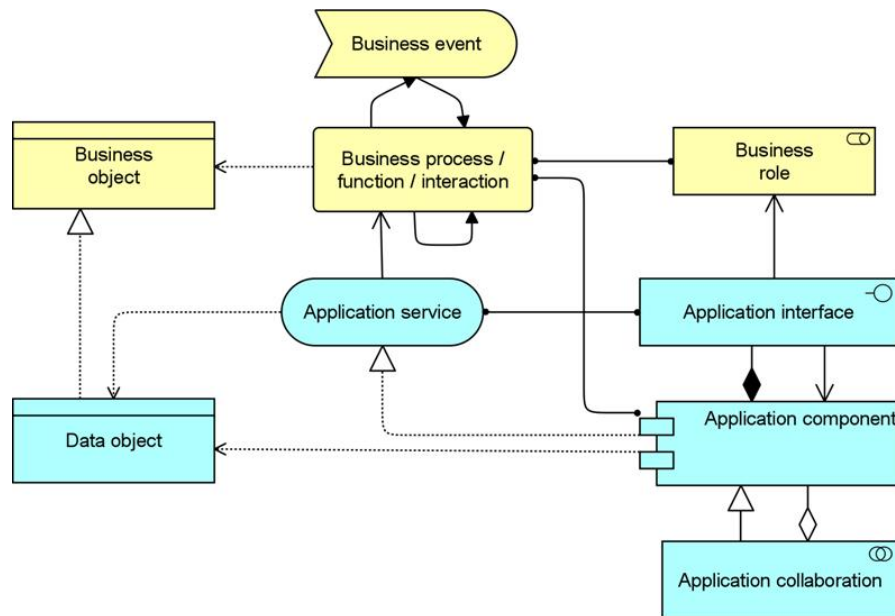 Business event
Business
object
Business process /
function / interaction
Business
role
Application service
Application interface
Data object
Application component
Application collaboration